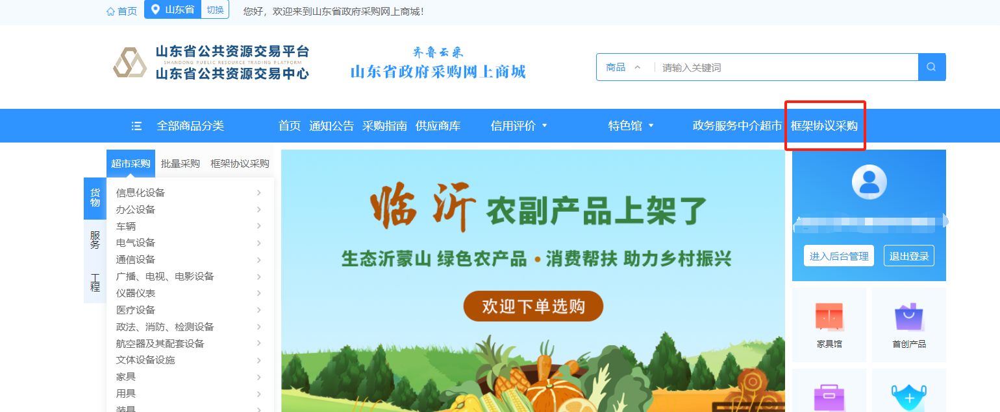 首页 山东省 切换 您好，欢迎来到山东省政府采购网上商城！
山东省公共资源交易平台
SHANDONG PUBLIC RESOURCE TRADING PLATFORM
山东省公共资源交易中心
齐鲁云采
山东省政府采购网上商城
商品 请输入关键词
全部商品分类 首页 通知公告 采购指南 供应商库 信用评价 特色馆 政务服务中介超市 框架协议采购
超市采购 批量采购 框架协议采购
货物
服务
工程
信息化设备
办公设备
车辆
电气设备
通信设备
广播、电视、电影设备
仪器仪表
医疗设备
政法、消防、检测设备
航空器及其配套设备
文体设备设施
家具
用具
装具
临沂 农副产品上架了
生态沂蒙山 绿色农产品·消费帮扶 助力乡村振兴
欢迎下单选购
进入后台管理 退出登录
家具馆 首创产品